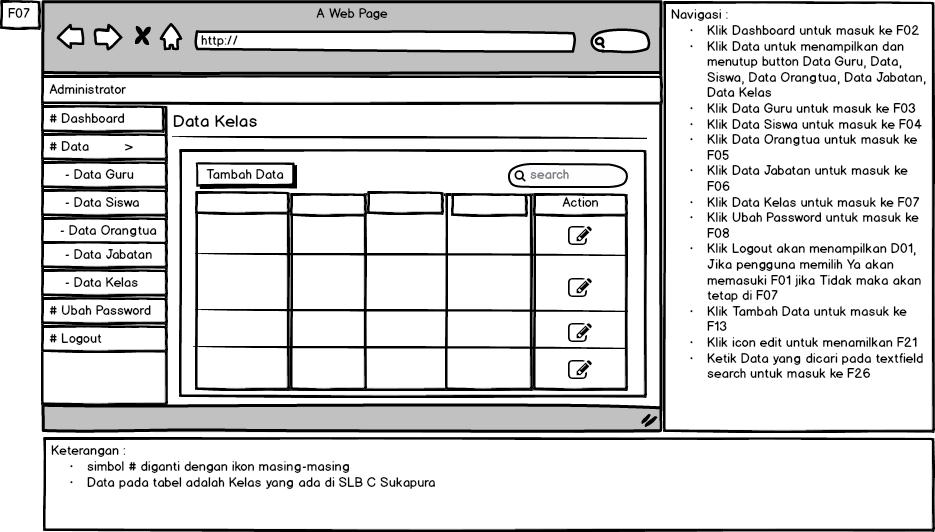 F07
A Web Page
http://
Administrator
# Dashboard
# Data >
- Data Guru
- Data Siswa
- Data Orangtua
- Data Jabatan
- Data Kelas
# Ubah Password
# Logout
Data Kelas
Tambah Data
search
Action
Navigasi :
· Klik Dashboard untuk masuk ke F02
· Klik Data untuk menampilkan dan
menutup button Data Guru, Data,
Siswa, Data Orangtua, Data Jabatan,
Data Kelas
· Klik Data Guru untuk masuk ke F03
· Klik Data Siswa untuk masuk ke F04
· Klik Data Orangtua untuk masuk ke
F05
· Klik Data Jabatan untuk masuk ke
F06
· Klik Data Kelas untuk masuk ke F07
· Klik Ubah Password untuk masuk ke
F08
· Klik Logout akan menampilkan D01,
Jika pengguna memilih Ya akan
memasuki F01 jika Tidak maka akan
tetap di F07
· Klik Tambah Data untuk masuk ke
F13
· Klik icon edit untuk menamilkan F21
· Ketik Data yang dicari pada textfield
search untuk masuk ke F26
Keterangan :
· simbol # diganti dengan ikon masing-masing
· Data pada tabel adalah Kelas yang ada di SLB C Sukapura